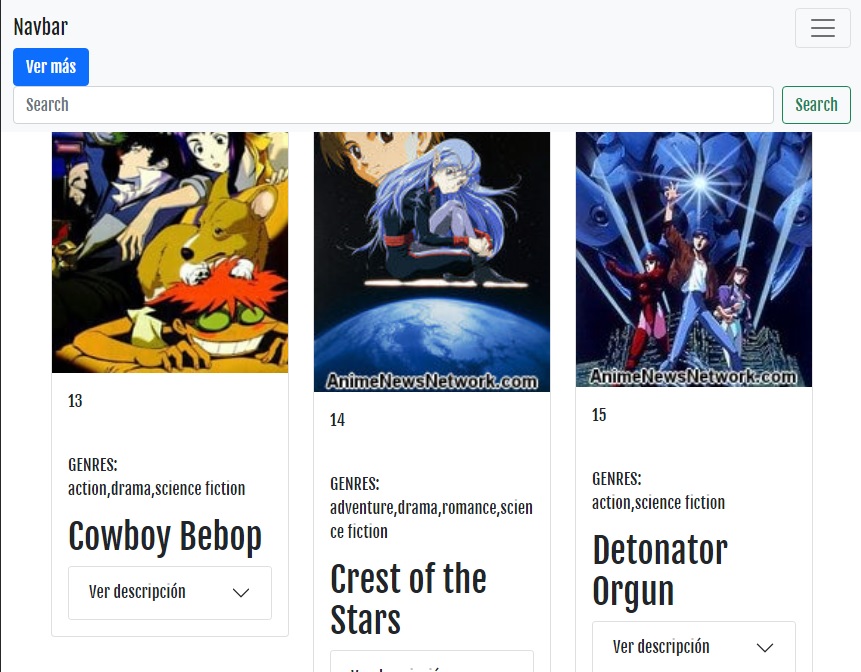 Navbar
Ver más
Search
Search
AnimeNewsNetwork.com
AnimeNewsNetwork.com
13
GENRES:
action,drama,science fiction
Cowboy Bebop
Ver descripción
14
GENRES:
adventure,drama,romance,scien
ce fiction
Crest of the
Stars
15
GENRES:
action,science fiction
Detonator
Orgun
Ver descripción